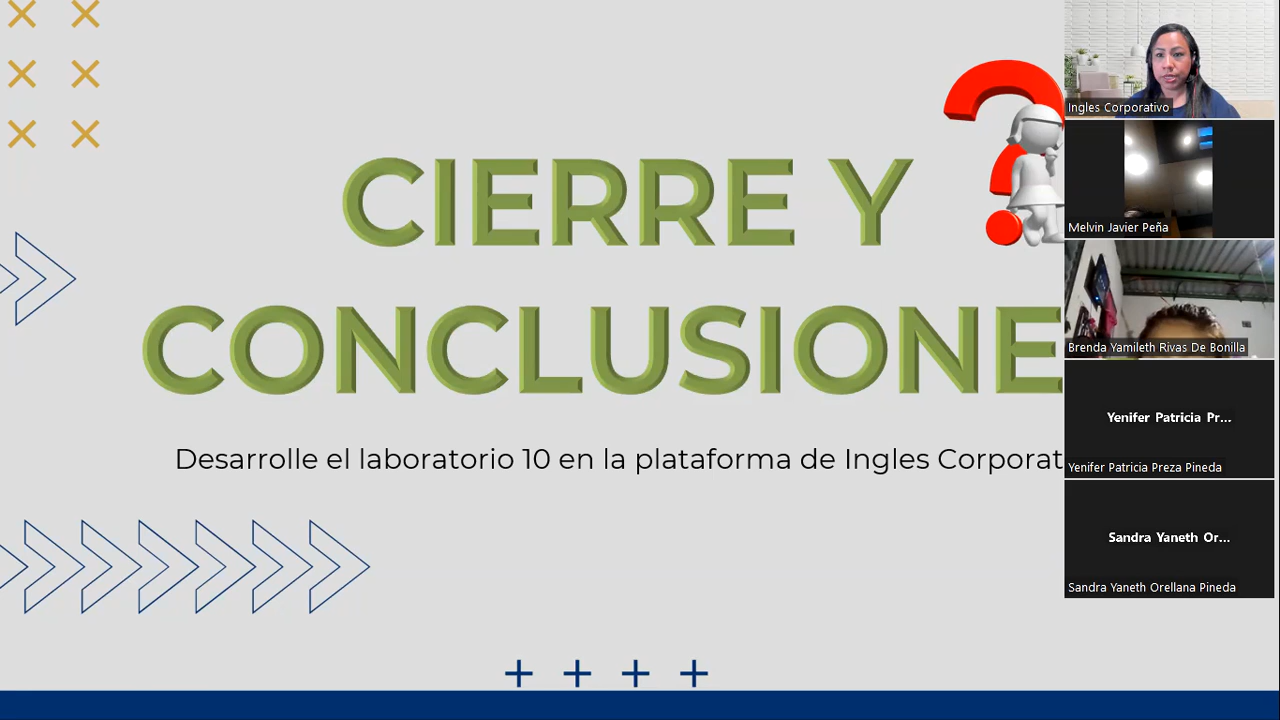 CIERRE Y
CONCLUSIONE
Desarrolle el laboratorio 10 en la plataforma de Ingles Corporat
Ingles Corporativo
Melvin Javier Peña
Brenda Yamileth Rivas De Bonilla
Yenifer Patricia Pr...
Yenifer Patricia Preza Pineda
Sandra Yaneth Or...
Sandra Yaneth Orellana Pineda